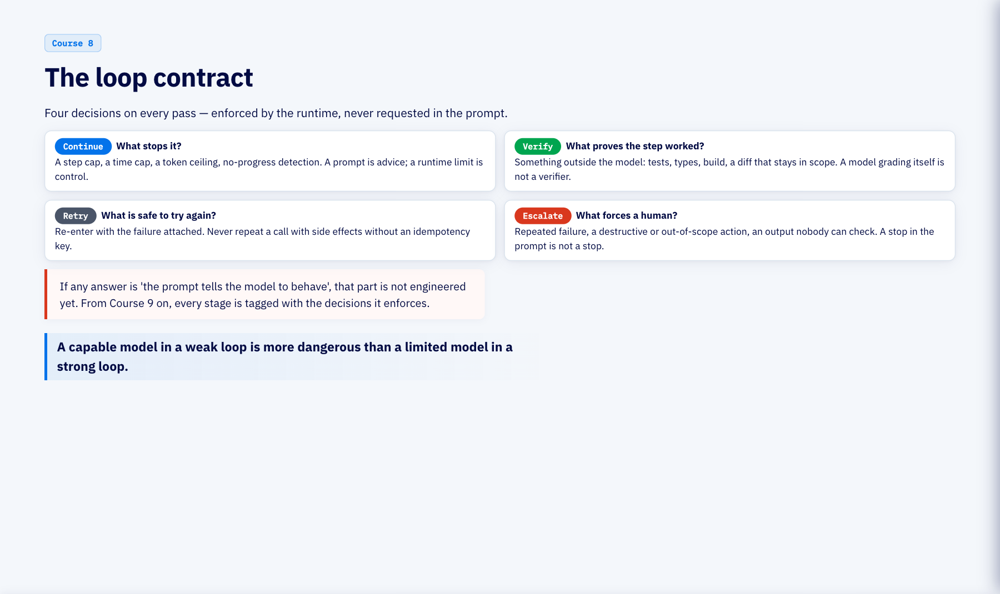 Course 8
The loop contract
Four decisions on every pass — enforced by the runtime, never requested in the prompt.
Continue What stops it?
A step cap, a time cap, a token ceiling, no-progress detection. A prompt is advice; a runtime limit is
control.
Verify What proves the step worked?
Something outside the model: tests, types, build, a diff that stays in scope. A model grading itself is
not a verifier.
Retry What is safe to try again?
Re-enter with the failure attached. Never repeat a call with side effects without an idempotency
key.
Escalate What forces a human?
Repeated failure, a destructive or out-of-scope action, an output nobody can check. A stop in the
prompt is not a stop.
If any answer is 'the prompt tells the model to behave', that part is not engineered
yet. From Course 9 on, every stage is tagged with the decisions it enforces.
A capable model in a weak loop is more dangerous than a limited model in a
strong loop.